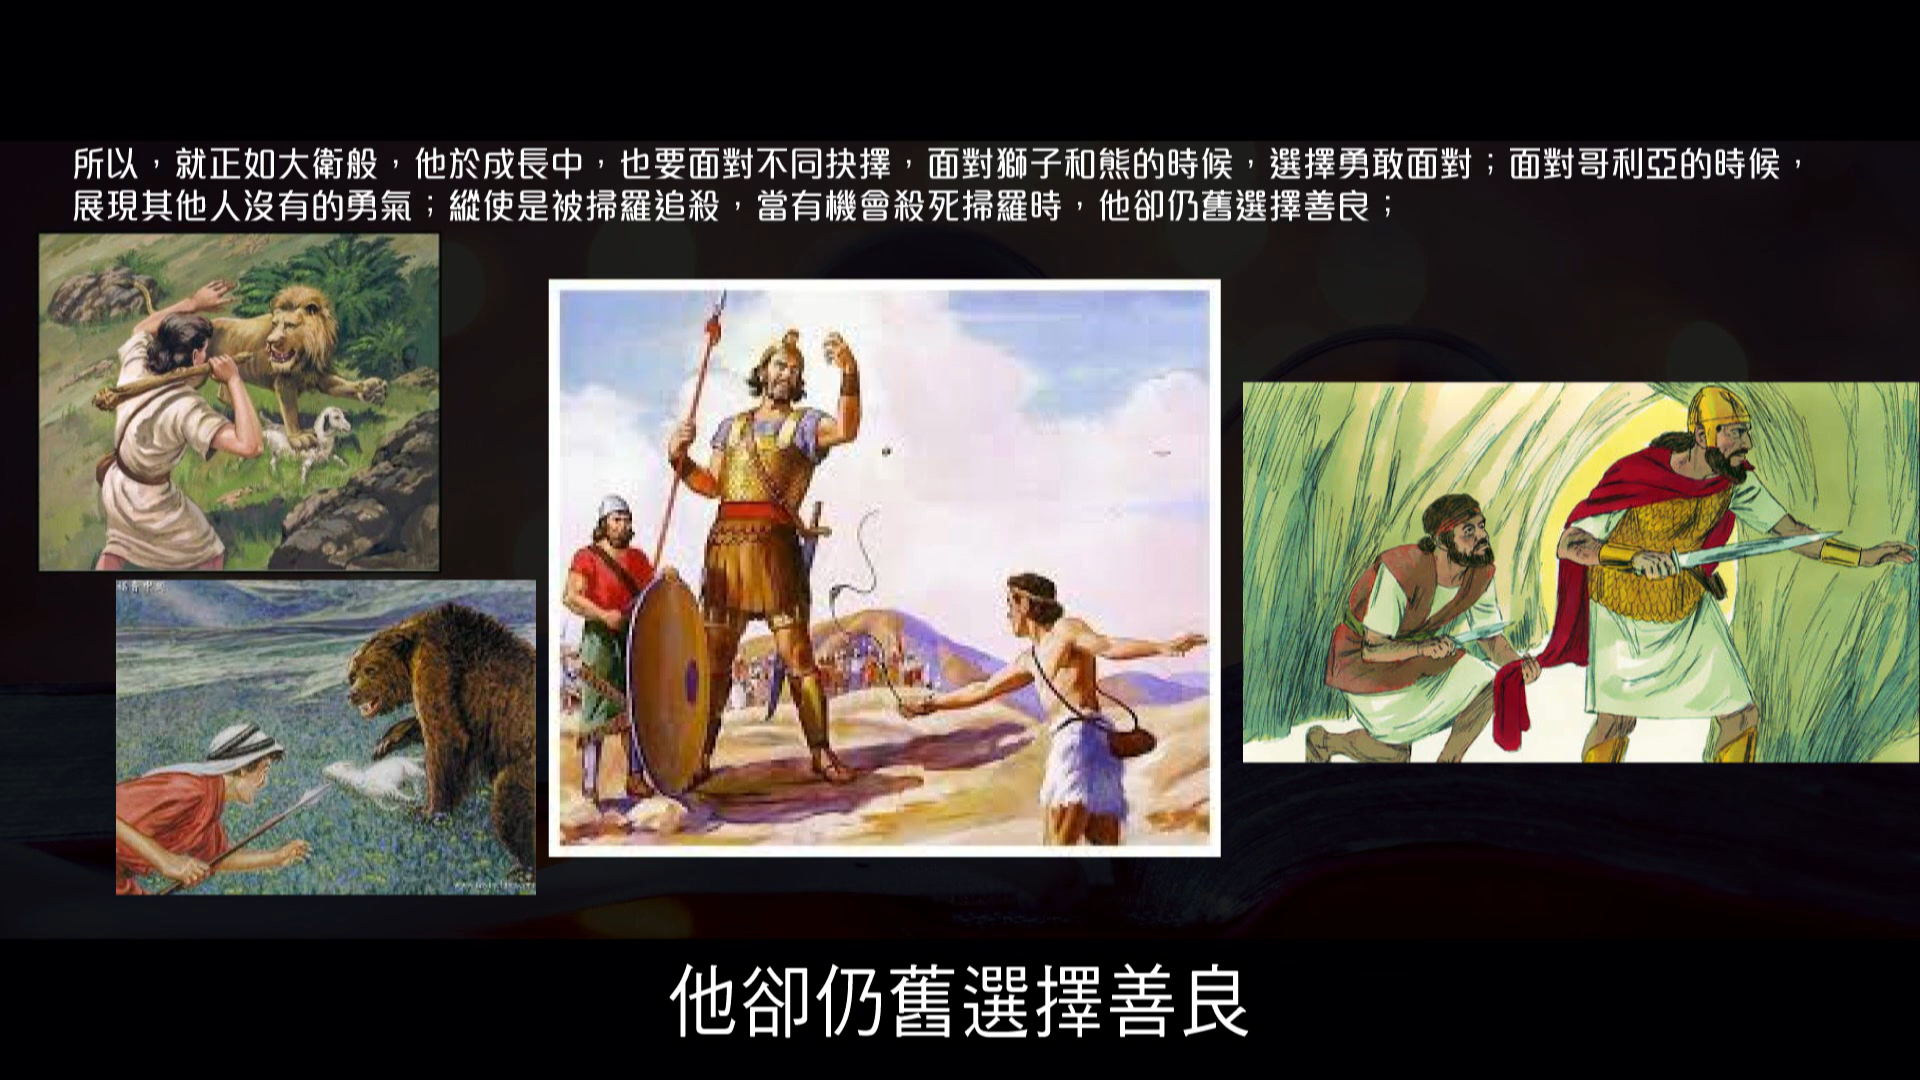 所以，就正如大衛般，他於成長中，也要面對不同抉擇，面對獅子和熊的時候，選擇勇敢面對；面對哥利亞的時候，
展現其他人沒有的勇氣；縱使是被掃羅追殺，當有機會殺死掃羅時，他卻仍舊選擇善良；
他卻仍舊選擇善良